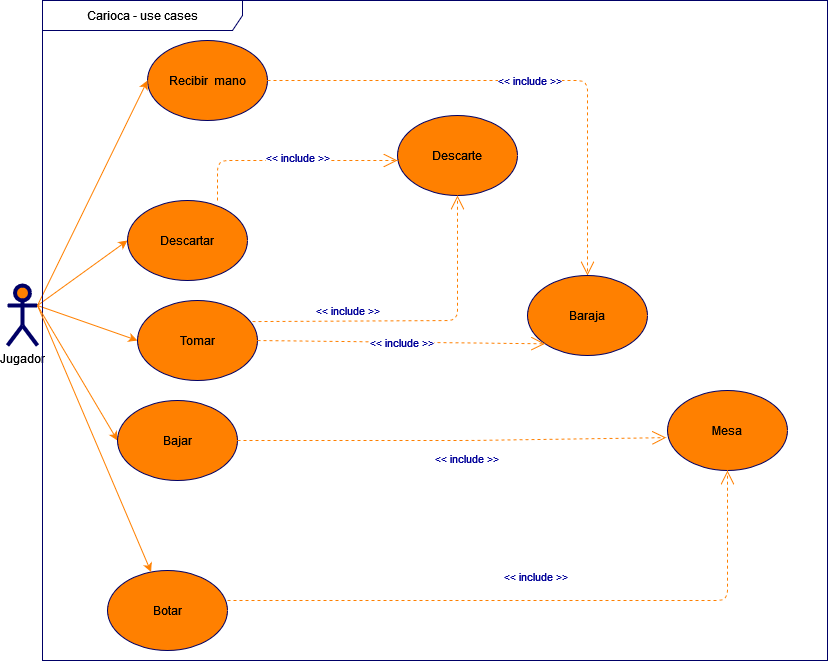 Carioca - use cases
Recibir mano
<< include >>
Descarte
<< include >>
Descartar
<< include >>
Baraja
Tomar
<< include >>
Jugador
Bajar
Mesa
<< include >>
<< include >>
Botar